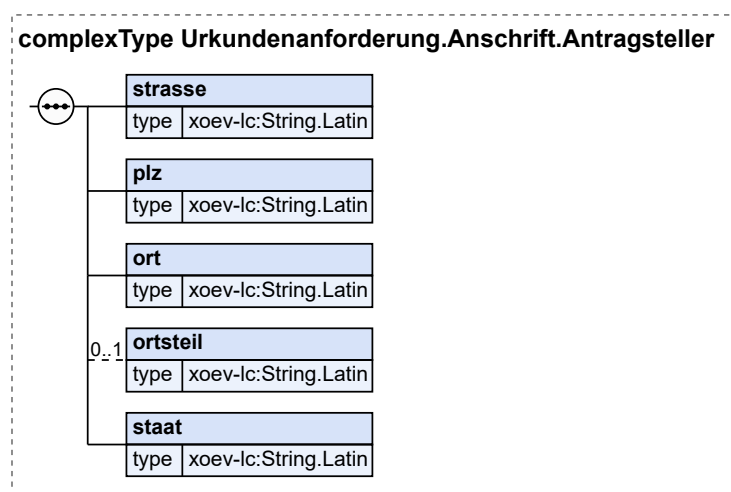 complexType Urkundenanforderung.Anschrift.Antragsteller
strasse
type xoev-lc:String.Latin
plz
type xoev-lc:String.Latin
ort
type xoev-lc:String.Latin
0..1 ortsteil
type xoev-lc:String.Latin
staat
type xoev-lc:String.Latin